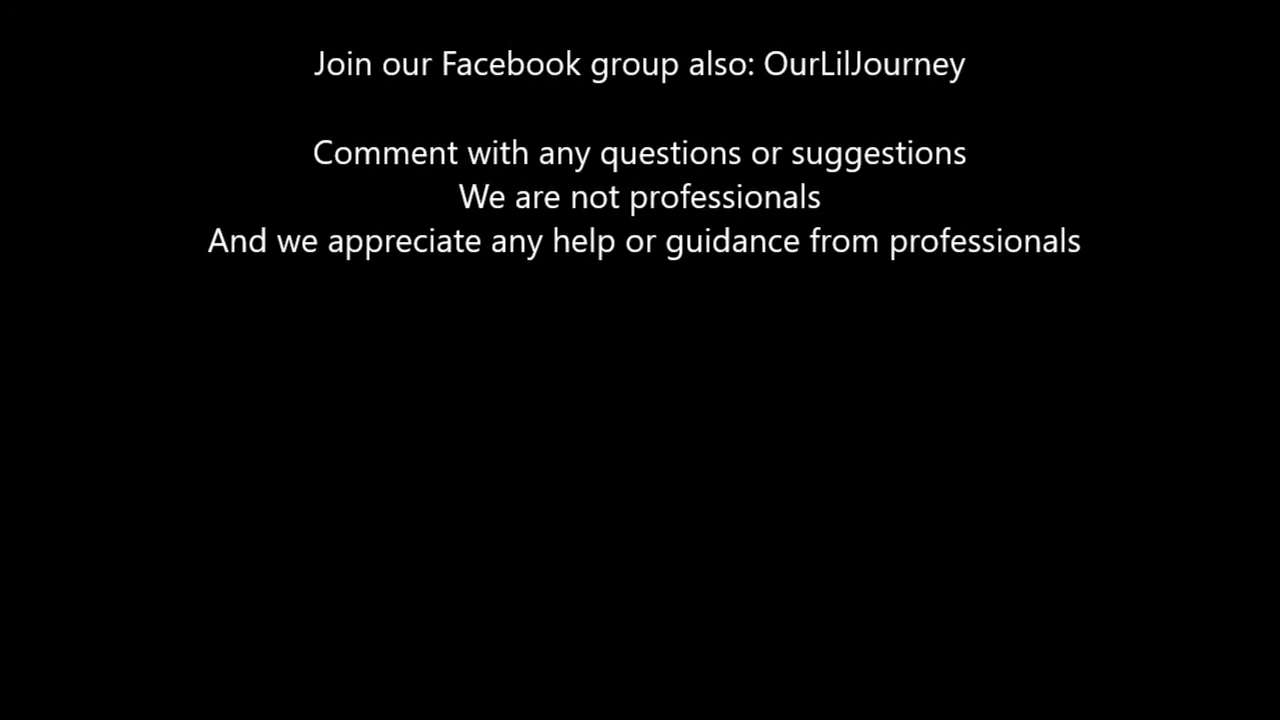 Join our Facebook group also: OurLilJourney
Comment with any questions or suggestions
We are not professionals
And we appreciate any help or guidance from professionals